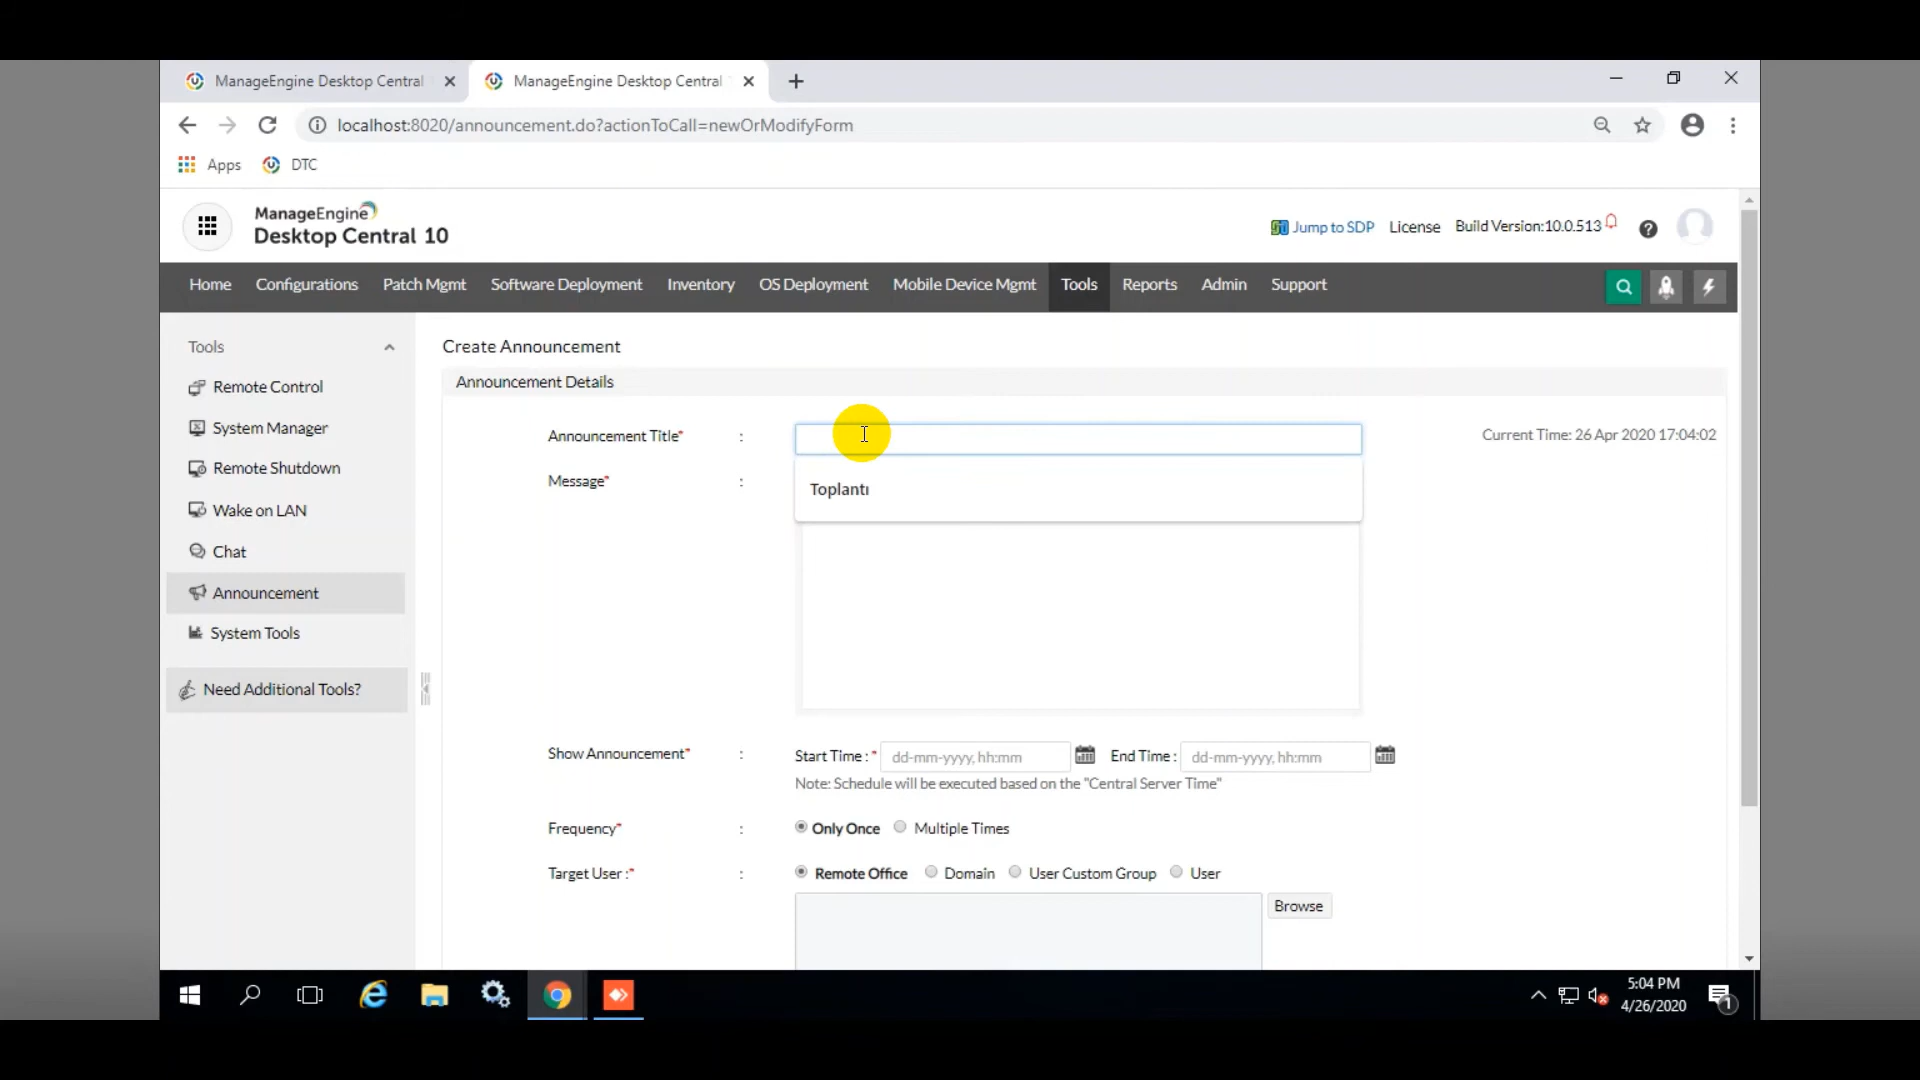 ManageEngine Desktop Central
ManageEngine Desktop Central
localhost:8020/announcement.do?actionToCall=newOrModifyForm
Apps
DTC
ManageEngine
Desktop Central 10
Jump to SDP
License
Build Version:10.0.513
Home
Configurations
Patch Mgmt
Software Deployment
Inventory
OS Deployment
Mobile Device Mgmt
Tools
Reports
Admin
Support
Tools
Remote Control
System Manager
Remote Shutdown
Wake on LAN
Chat
Announcement
System Tools
Need Additional Tools?
Create Announcement
Announcement Details
Announcement Title* :
Current Time: 26 Apr 2020 17:04:02
Message* :
Toplantı
Show Announcement* : Start Time : * dd-mm-yyyy, hh:mm End Time : dd-mm-yyyy, hh:mm
Note: Schedule will be executed based on the "Central Server Time"
Frequency* : Only Once Multiple Times
Target User :* : Remote Office Domain User Custom Group User
Browse
5:04 PM
4/26/2020
1